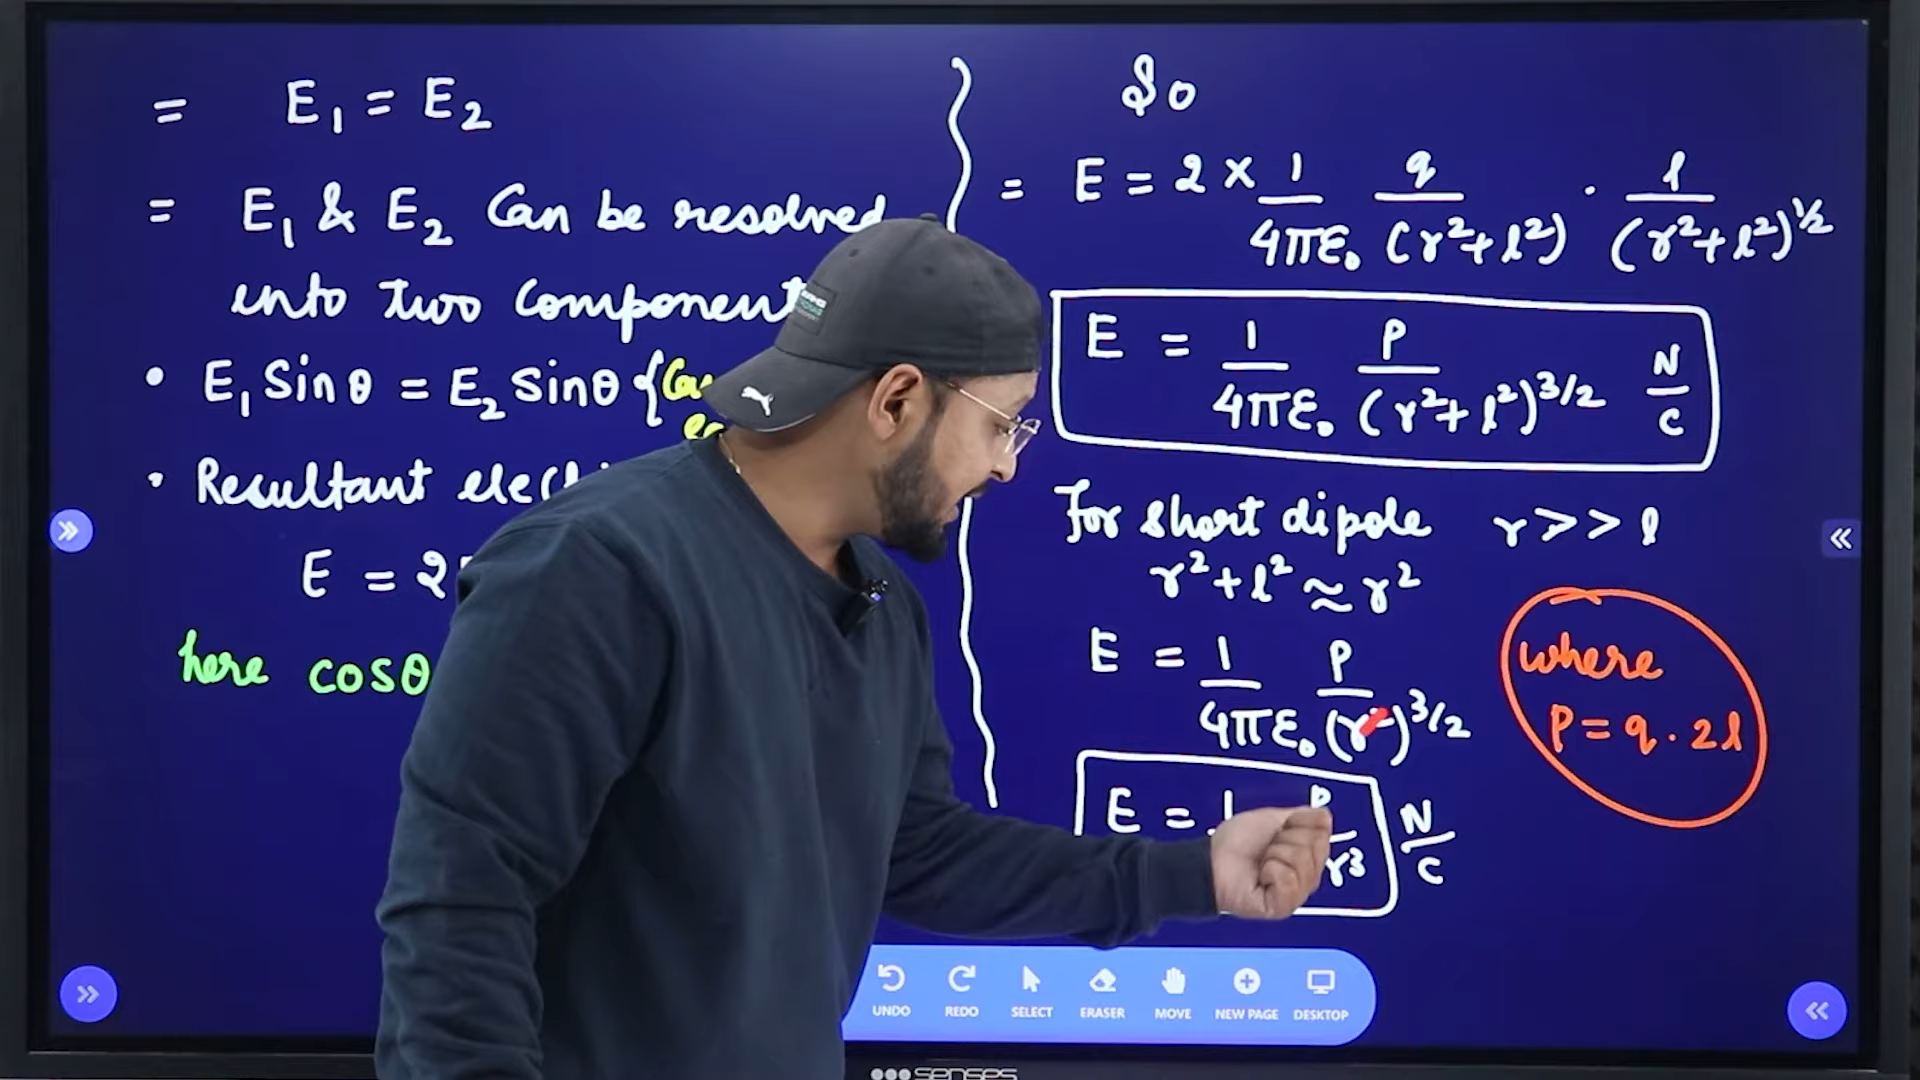 = E₁ = E₂
= E₁ & E₂ Can be resolved
into two Component
• E₁ Sinθ = E₂ Sinθ {
• Resultant
E = 2
here cosθ
So
= E = 2 × 1/4πε₀ q/(r²+l²) · l/(r²+l²)^1/2
E = 1/4πε₀ P/(r²+l²)^3/2 N/C
For short dipole r >> l
r²+l² ≈ r²
E = 1/4πε₀ P/(r²)^3/2
where
P = q · 2l
E = 1 P/r³ N/C
UNDO REDO SELECT ERASER MOVE NEW PAGE DESKTOP
senses